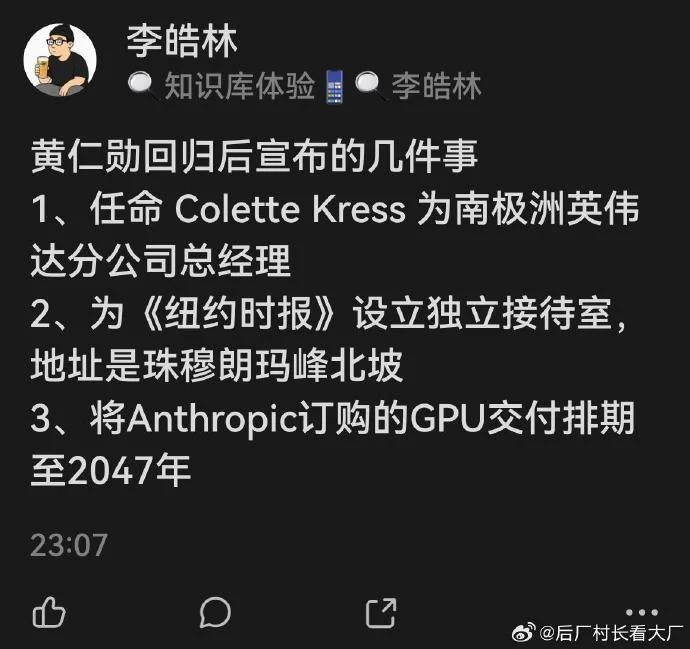 李皓林
知识库体验 李皓林
黄仁勋回归后宣布的几件事
1、任命 Colette Kress 为南极洲英伟
达分公司总经理
2、为《纽约时报》设立独立接待室，
地址是珠穆朗玛峰北坡
3、将Anthropic订购的GPU交付排期
至2047年
23:07
@后厂村长看大厂